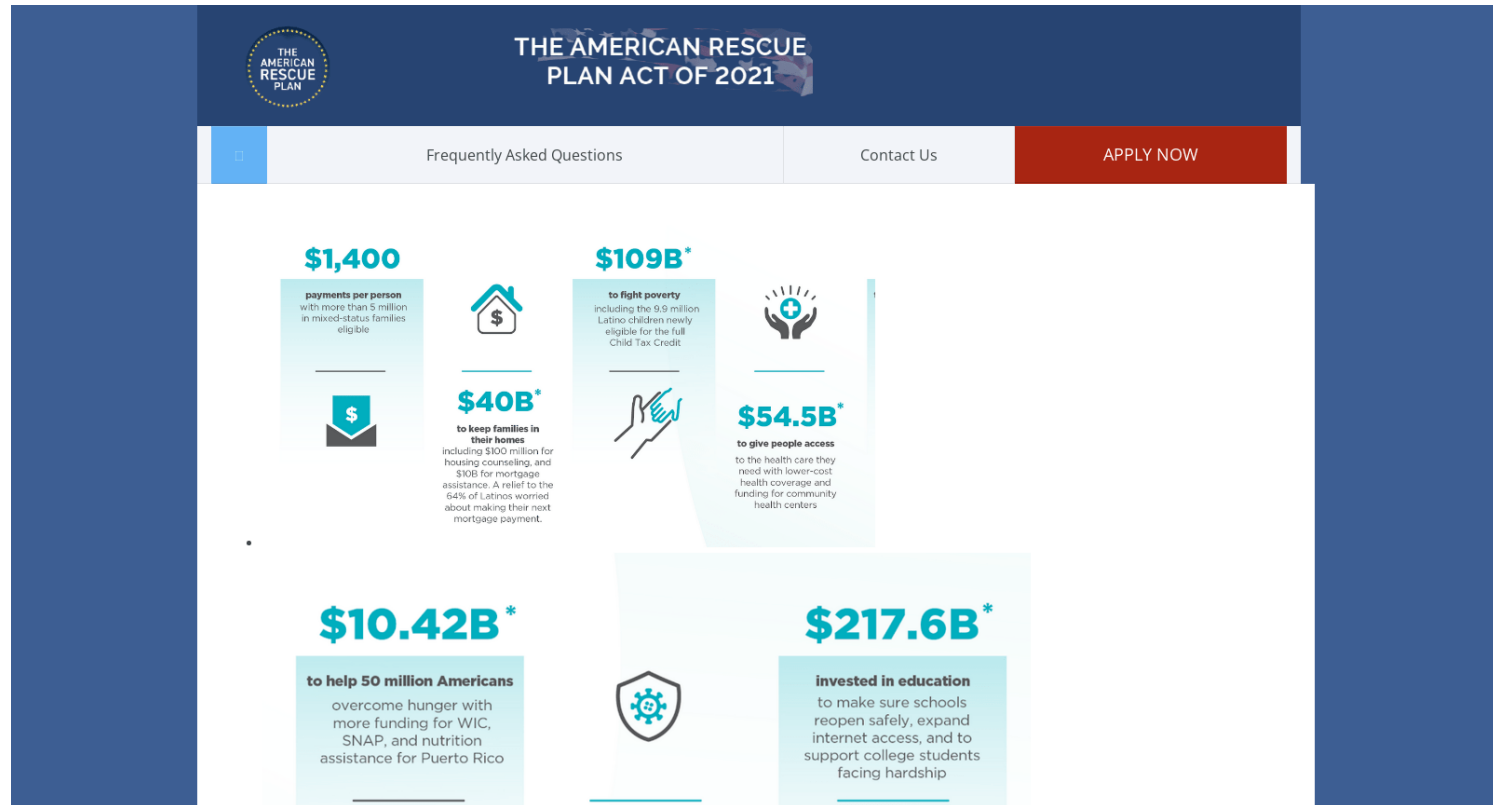 THE
AMERICAN
RESCUE
PLAN
THE AMERICAN RESCUE
PLAN ACT OF 2021
Frequently Asked Questions
Contact Us
APPLY NOW
$1,400
payments per person
with more than 5 million
in mixed-status families
eligible
$
$
$40B*
to keep families in
their homes
including $100 million for
housing counseling, and
$10B for mortgage
assistance. A relief to the
64% of Latinos worried
about making their next
mortgage payment.
$109B*
to fight poverty
including the 9.9 million
Latino children newly
eligible for the full
Child Tax Credit
$54.5B*
to give people access
to the health care they
need with lower-cost
health coverage and
funding for community
health centers
$10.42B*
to help 50 million Americans
overcome hunger with
more funding for WIC,
SNAP, and nutrition
assistance for Puerto Rico
$217.6B*
invested in education
to make sure schools
reopen safely, expand
internet access, and to
support college students
facing hardship